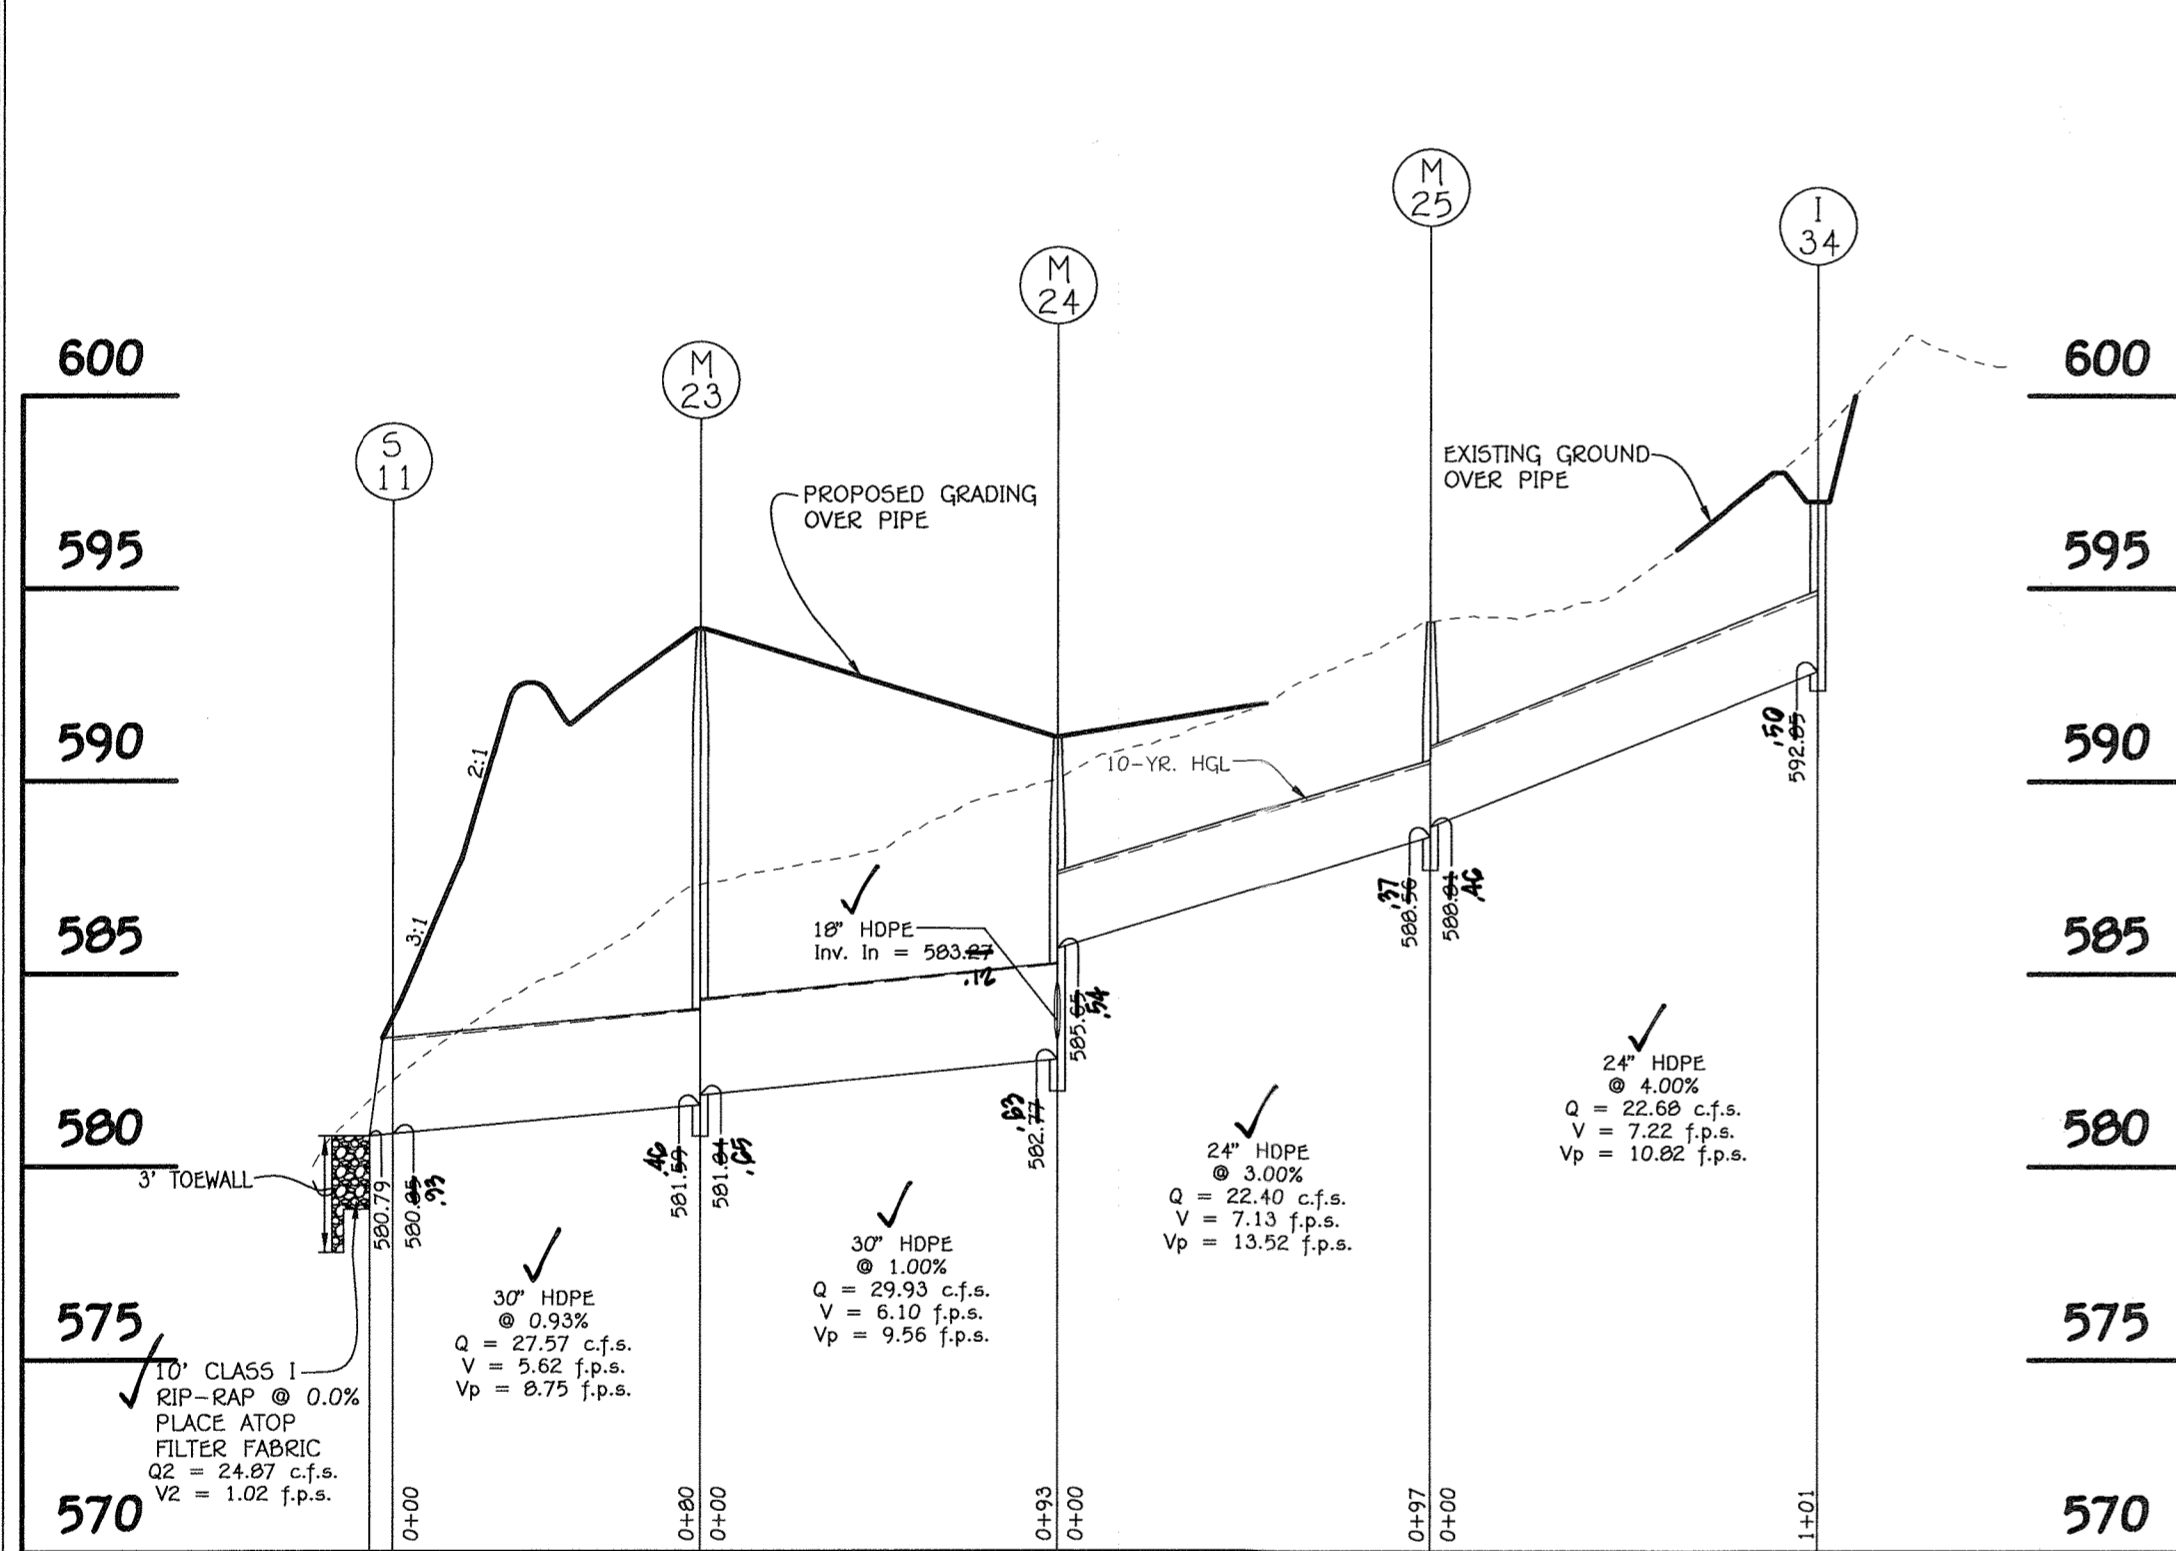 M
25
I
34
M
24
600
600
M
23
S
11
EXISTING GROUND
OVER PIPE
PROPOSED GRADING
OVER PIPE
595
595
2:1
590
590
10-YR. HGL
.50
592.85
3:1
585
585
18" HDPE
Inv. In = 583.27
.12
.37
588.56
588.81
.46
585.65
.54
580
580
.63
582.77
.46
581.59
581.84
.65
3' TOEWALL
580.79
580.85
.93
24" HDPE
@ 4.00%
Q = 22.68 c.f.s.
V = 7.22 f.p.s.
Vp = 10.82 f.p.s.
24" HDPE
@ 3.00%
Q = 22.40 c.f.s.
V = 7.13 f.p.s.
Vp = 13.52 f.p.s.
30" HDPE
@ 1.00%
Q = 29.93 c.f.s.
V = 6.10 f.p.s.
Vp = 9.56 f.p.s.
30" HDPE
@ 0.93%
Q = 27.57 c.f.s.
V = 5.62 f.p.s.
Vp = 8.75 f.p.s.
575
575
10' CLASS I
RIP-RAP @ 0.0%
PLACE ATOP
FILTER FABRIC
Q2 = 24.87 c.f.s.
V2 = 1.02 f.p.s.
570
570
0+00
0+80
0+00
0+93
0+00
0+97
0+00
1+01